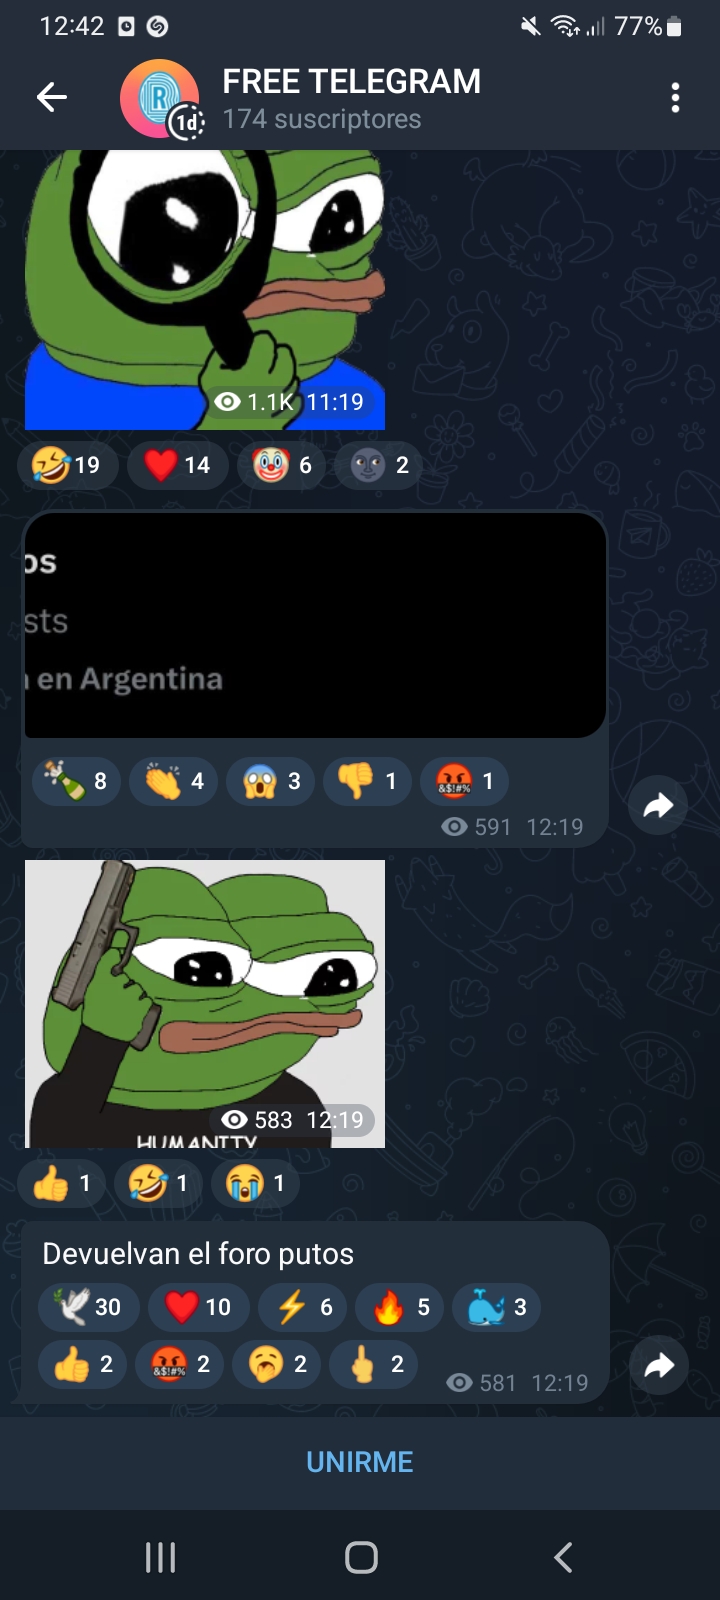 12:42
77%
FREE TELEGRAM
R
1d
174 suscriptores
1.1K 11:19
19 14 6 2
os
sts
en Argentina
8 4 3 1 &$!#% 1
591 12:19
583 12:19
HUMANITY
1 1 1
Devuelvan el foro putos
30 10 6 5 3
2 &$!#% 2 2 2
581 12:19
UNIRME